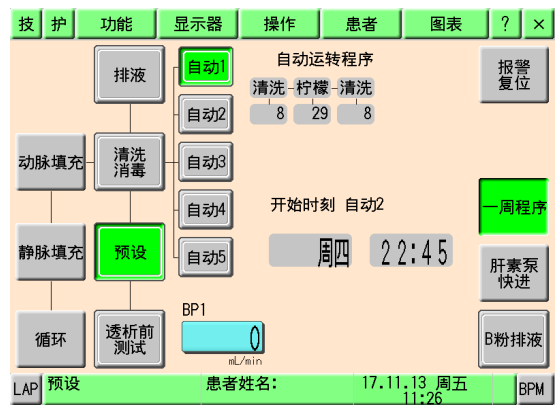 技 护 功能 显示器 操作 患者 图表 ? ×
排液 自动1 自动运转程序 报警
复位
清洗-柠檬-清洗
自动2 8 29 8
动脉填充 清洗
消毒 自动3
自动4 开始时刻 自动2 一周程序
静脉填充 预设 自动5 周四 22:45 肝素泵
快进
BP1
循环 透析前
测试 0 B粉排液
mL/min
LAP 预设 患者姓名: 17.11.13 周五 BPM
11:26